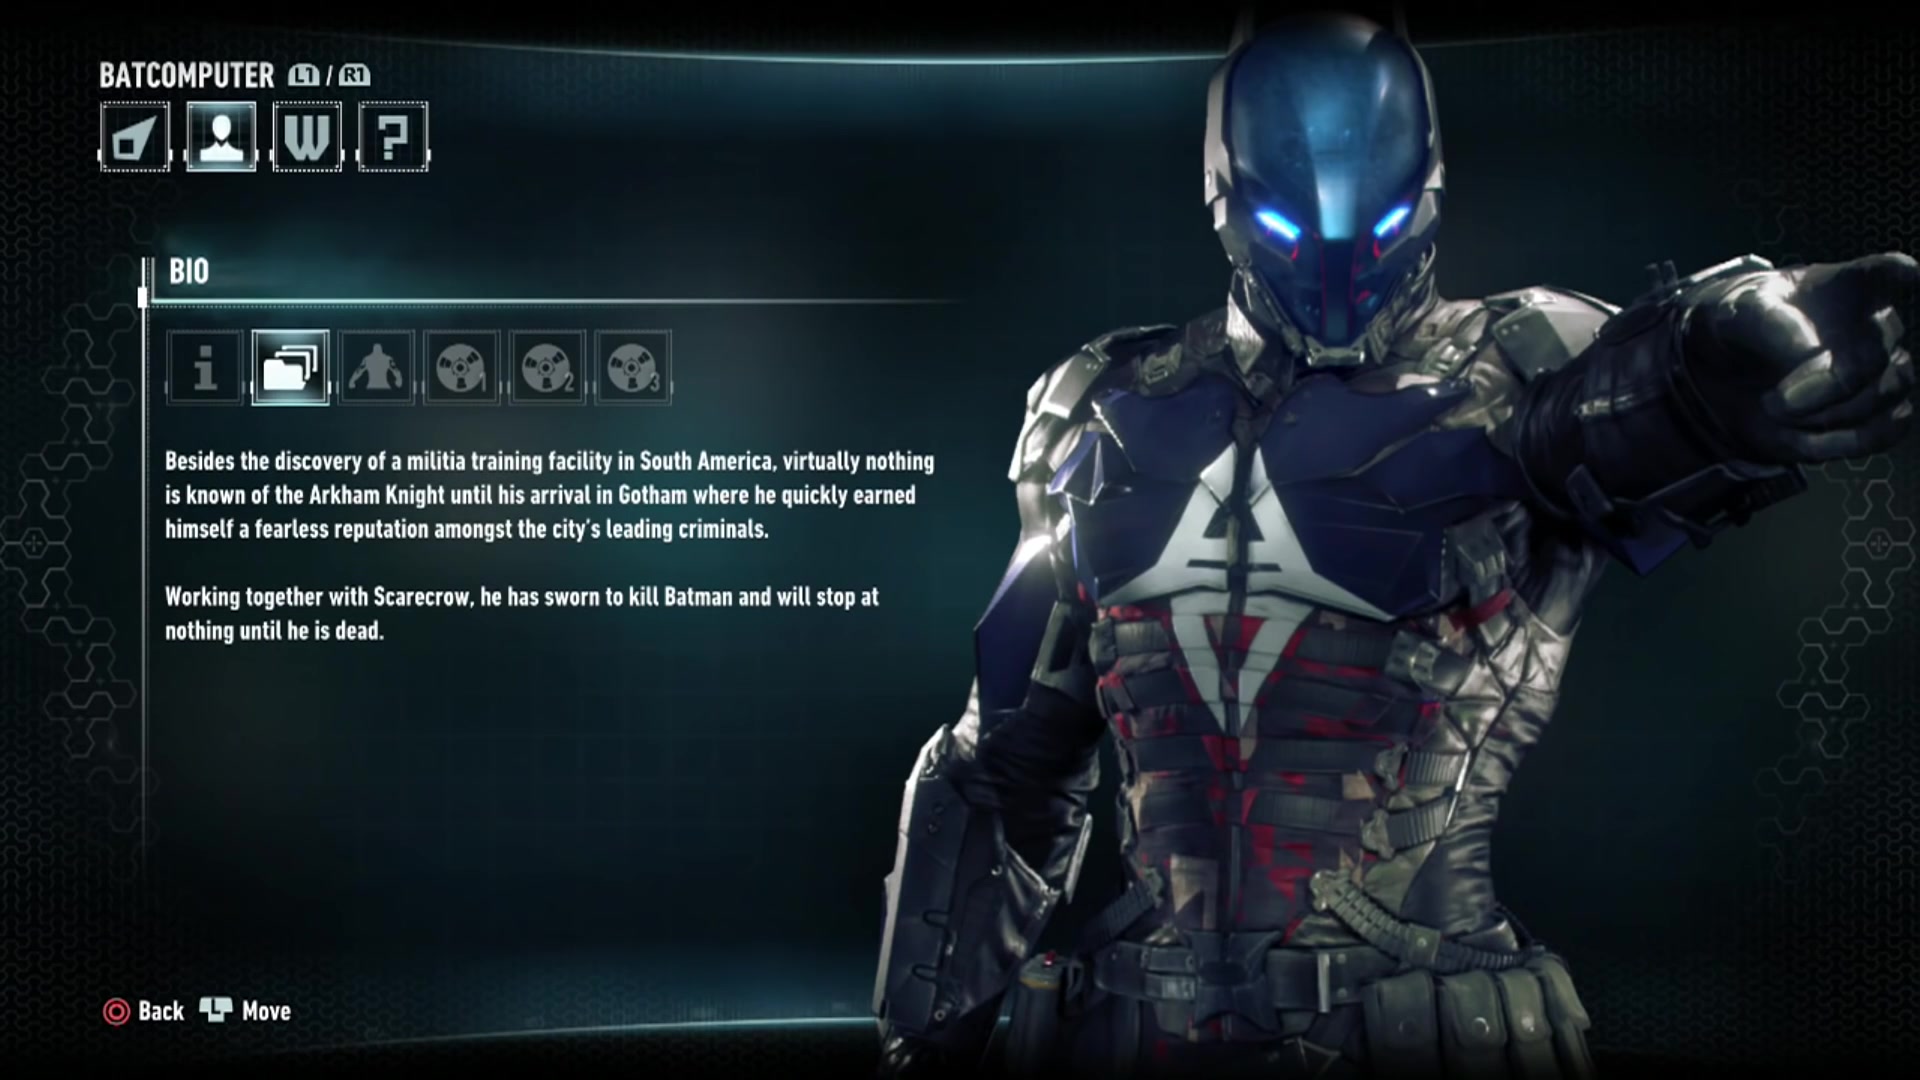 BATCOMPUTER L1 / R1
W ?
BIO
i 1 2 3
Besides the discovery of a militia training facility in South America, virtually nothing
is known of the Arkham Knight until his arrival in Gotham where he quickly earned
himself a fearless reputation amongst the city's leading criminals.
Working together with Scarecrow, he has sworn to kill Batman and will stop at
nothing until he is dead.
A
Back L Move